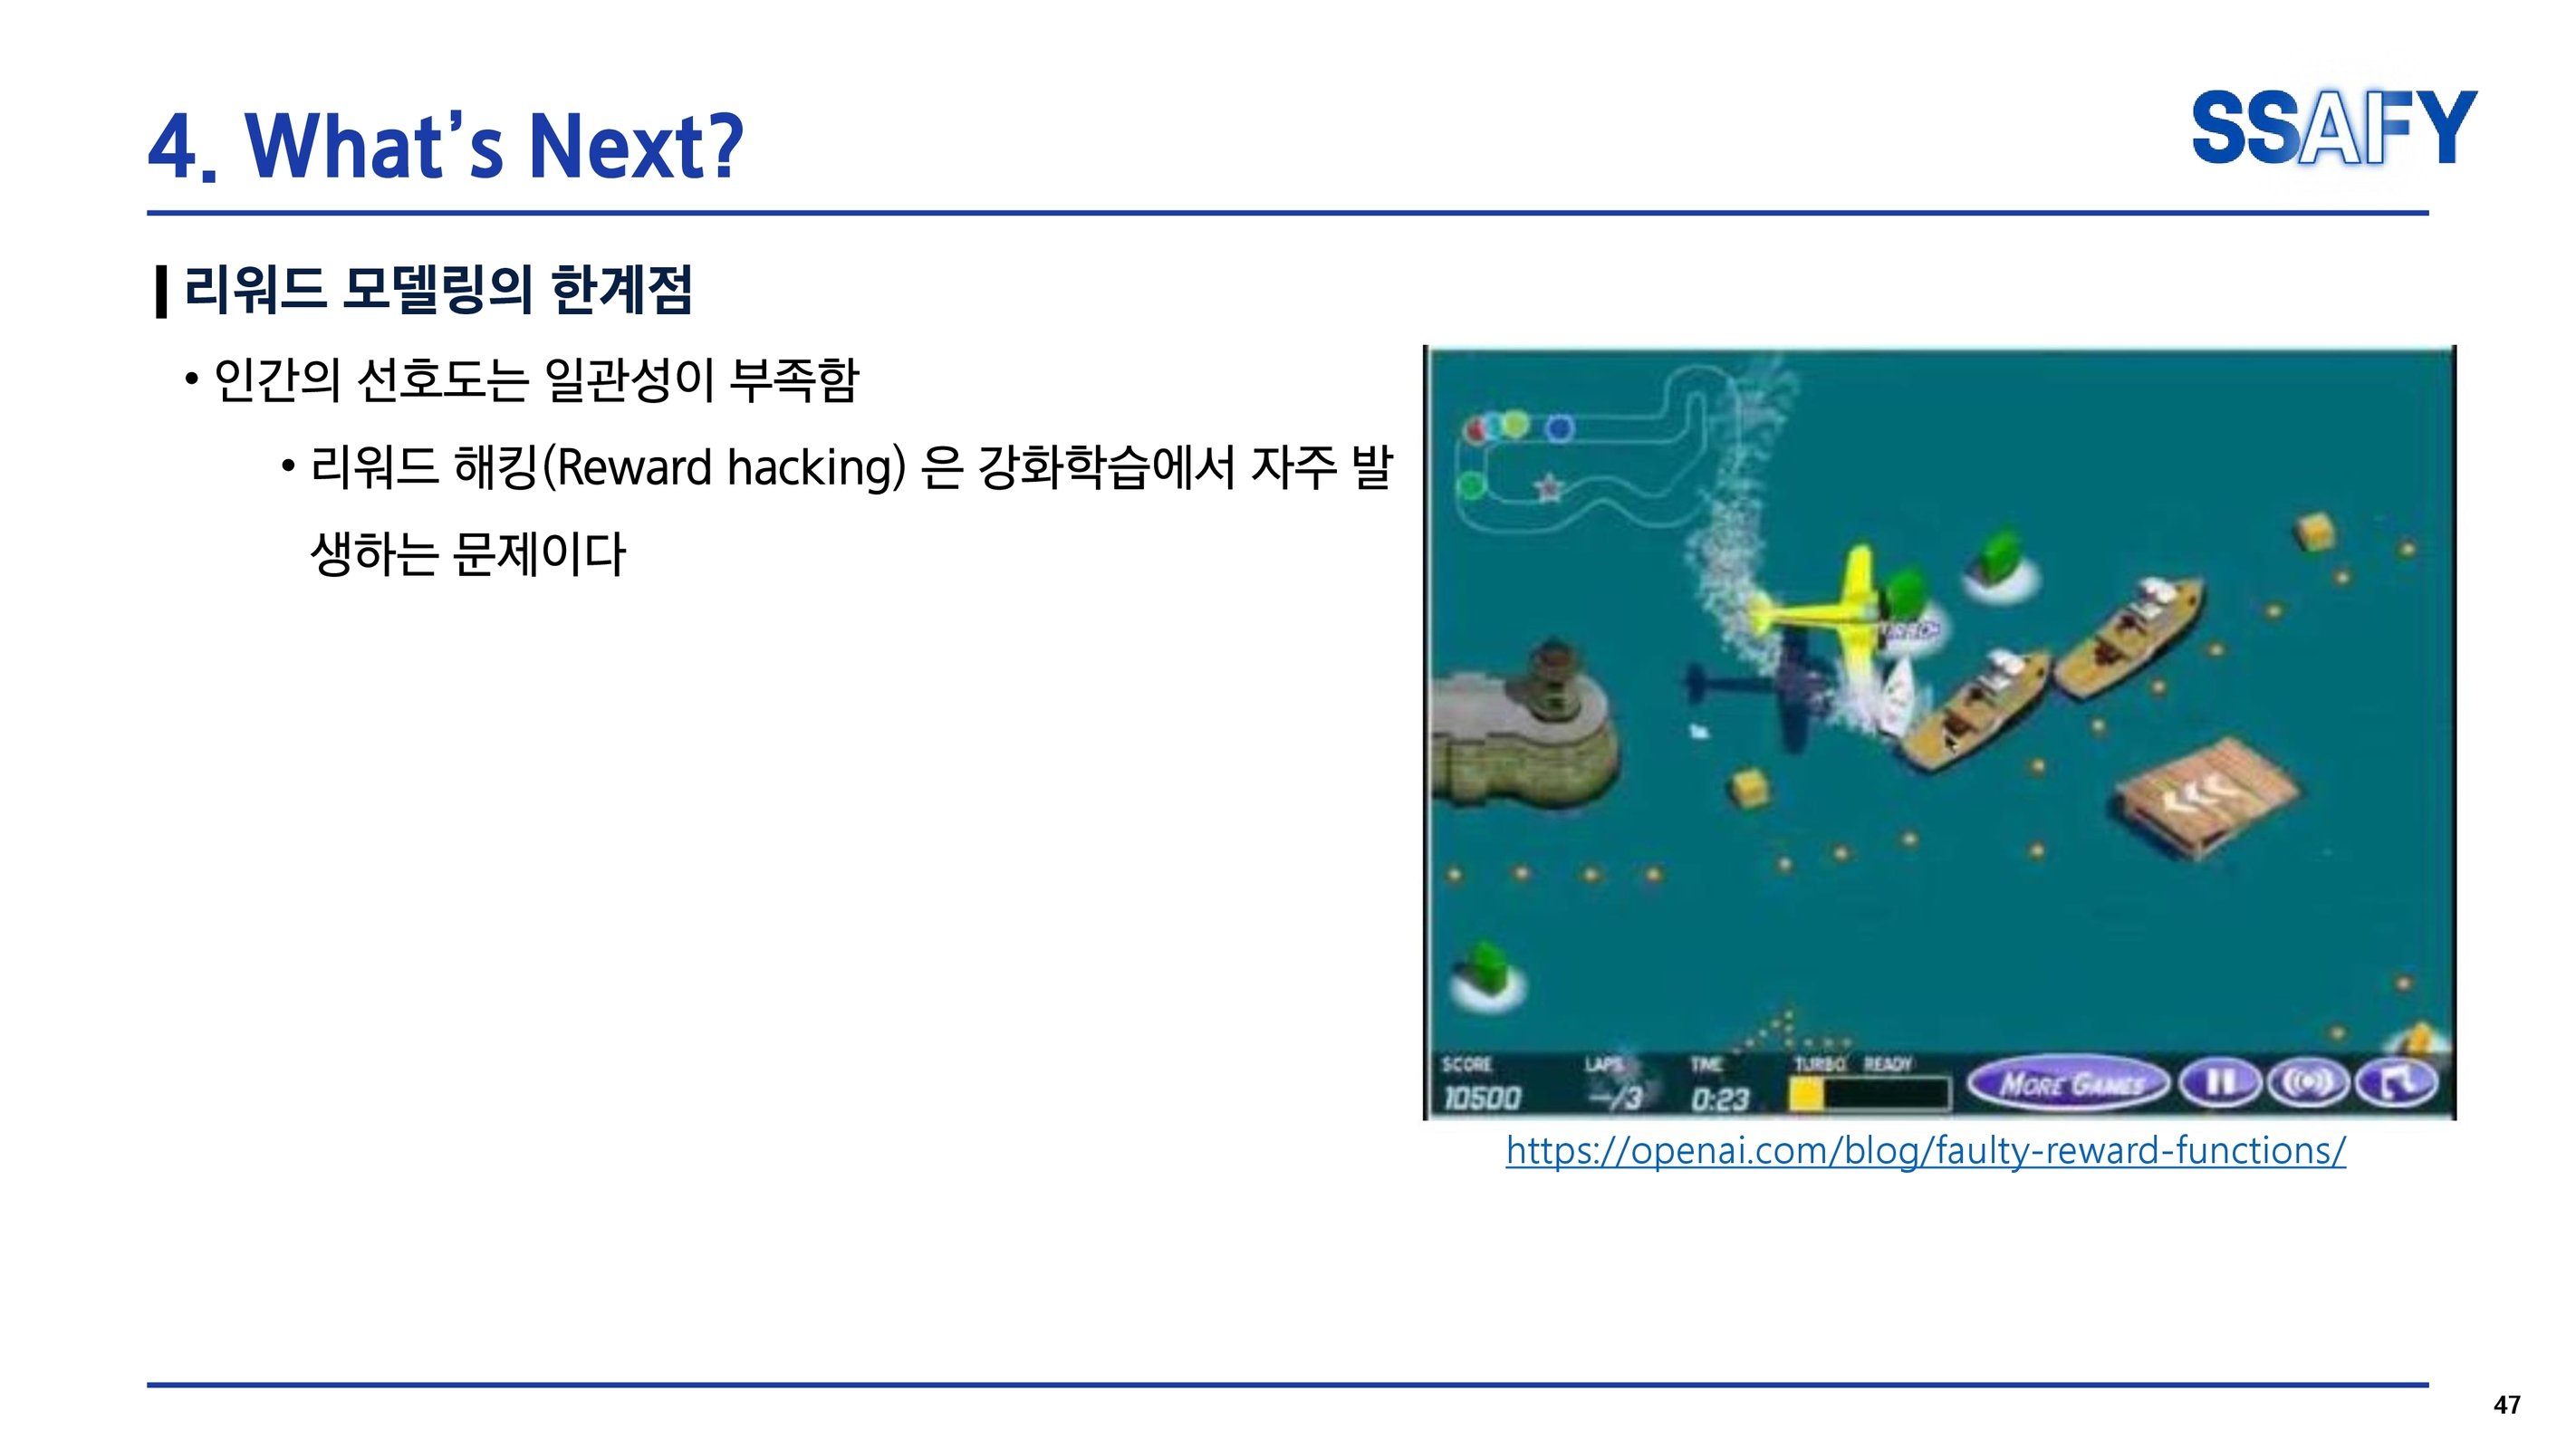 4. What's Next?
SSAFY
리워드 모델링의 한계점
• 인간의 선호도는 일관성이 부족함
• 리워드 해킹(Reward hacking) 은 강화학습에서 자주 발
생하는 문제이다
SCORE LAPS TIME TURBO READY
10500 /3 0:23 MORE GAMES
https://openai.com/blog/faulty-reward-functions/
47